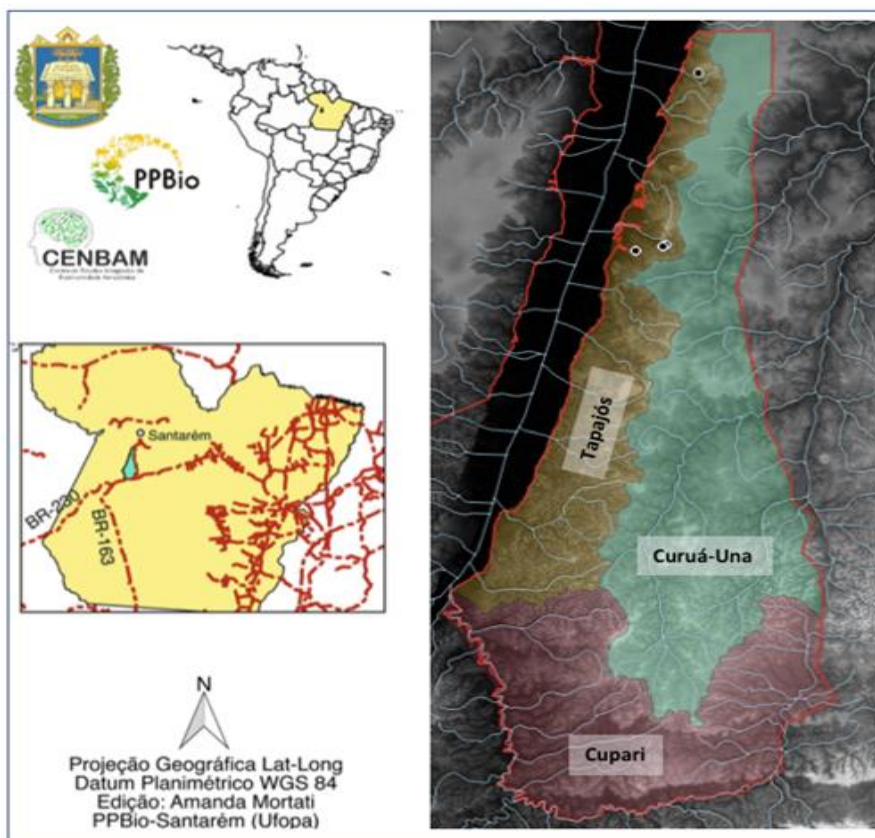 PPBio
CENBAM
Santarém
BR-230
BR-163
N
Projeção Geográfica Lat-Long
Datum Planimétrico WGS 84
Edição: Amanda Mortati
PPBio-Santarém (Ufopa)
Tapajós
Curuá-Una
Cupari